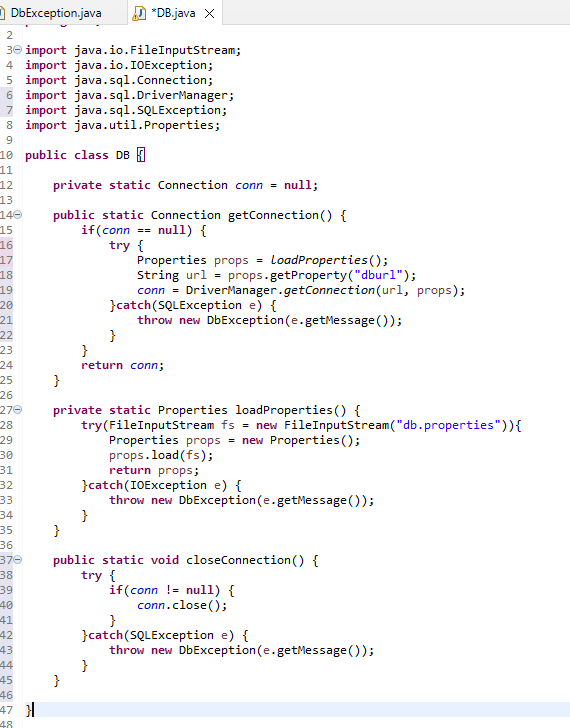 DbException.java *DB.java
2
3 import java.io.FileInputStream;
4 import java.io.IOException;
5 import java.sql.Connection;
6 import java.sql.DriverManager;
7 import java.sql.SQLException;
8 import java.util.Properties;
9
10 public class DB {
11
12     private static Connection conn = null;
13
14     public static Connection getConnection() {
15         if(conn == null) {
16             try {
17                 Properties props = loadProperties();
18                 String url = props.getProperty("dburl");
19                 conn = DriverManager.getConnection(url, props);
20             }catch(SQLException e) {
21                 throw new DbException(e.getMessage());
22             }
23         }
24         return conn;
25     }
26
27     private static Properties loadProperties() {
28         try(FileInputStream fs = new FileInputStream("db.properties")){
29             Properties props = new Properties();
30             props.load(fs);
31             return props;
32         }catch(IOException e) {
33             throw new DbException(e.getMessage());
34         }
35     }
36
37     public static void closeConnection() {
38         try {
39             if(conn != null) {
40                 conn.close();
41             }
42         }catch(SQLException e) {
43             throw new DbException(e.getMessage());
44         }
45     }
46
47 }
48